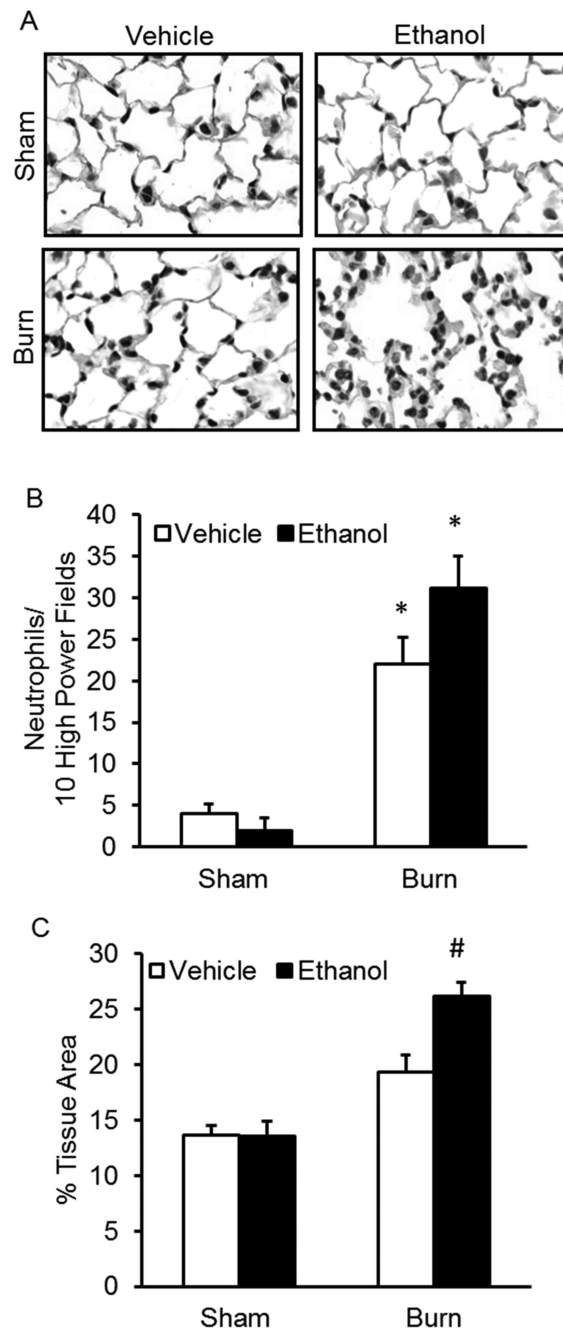 A
Vehicle Ethanol
Sham
Burn
B
Neutrophils/
10 High Power Fields
40
35
30
25
20
15
10
5
0
Vehicle Ethanol
*
*
Sham Burn
C
% Tissue Area
30
25
20
15
10
5
0
Vehicle Ethanol
#
Sham Burn